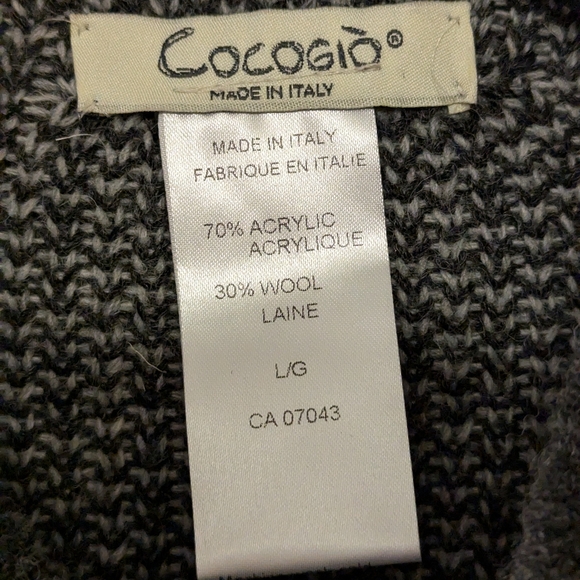 COCOGIÒ®
MADE IN ITALY
MADE IN ITALY
FABRIQUE EN ITALIE
70% ACRYLIC
ACRYLIQUE
30% WOOL
LAINE
L/G
CA 07043